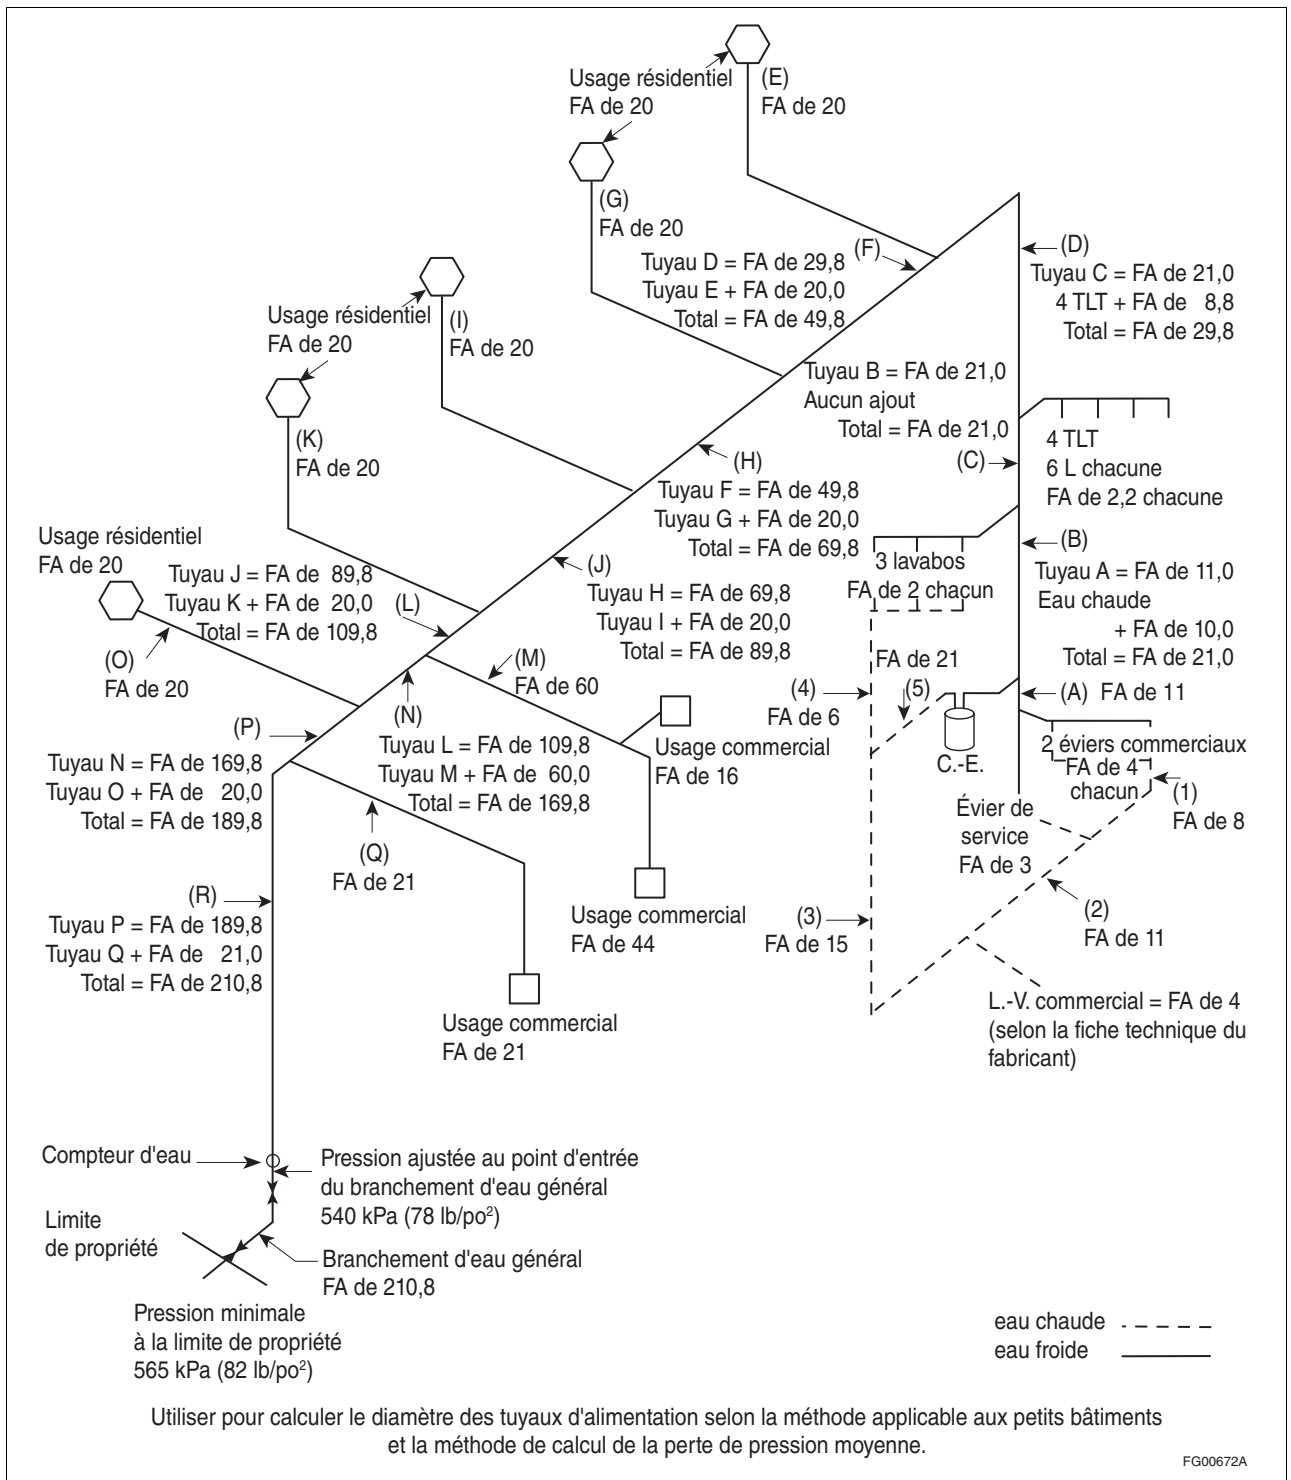 Usage résidentiel
FA de 20
(E)
FA de 20
(G)
FA de 20
Tuyau D = FA de 29,8
Tuyau E + FA de 20,0
Total = FA de 49,8
(F)
(D)
Tuyau C = FA de 21,0
4 TLT + FA de 8,8
Total = FA de 29,8
Usage résidentiel
FA de 20
(I)
FA de 20
(K)
FA de 20
Tuyau B = FA de 21,0
Aucun ajout
Total = FA de 21,0
(C)
4 TLT
6 L chacune
FA de 2,2 chacune
(H)
Tuyau F = FA de 49,8
Tuyau G + FA de 20,0
Total = FA de 69,8
Usage résidentiel
FA de 20
Tuyau J = FA de 89,8
Tuyau K + FA de 20,0
Total = FA de 109,8
(L)
(J)
Tuyau H = FA de 69,8
Tuyau I + FA de 20,0
Total = FA de 89,8
3 lavabos
FA de 2 chacun
(B)
Tuyau A = FA de 11,0
Eau chaude
+ FA de 10,0
Total = FA de 21,0
(O)
FA de 20
(M)
FA de 60
FA de 21
(5)
(4)
FA de 6
(A) FA de 11
C.-E.
2 éviers commerciaux
FA de 4
chacun
(1)
FA de 8
(P)
Tuyau N = FA de 169,8
Tuyau O + FA de 20,0
Total = FA de 189,8
(N)
Tuyau L = FA de 109,8
Tuyau M + FA de 60,0
Total = FA de 169,8
Usage commercial
FA de 16
Évier de
service
FA de 3
(Q)
FA de 21
(R)
Tuyau P = FA de 189,8
Tuyau Q + FA de 21,0
Total = FA de 210,8
Usage commercial
FA de 44
(3)
FA de 15
(2)
FA de 11
Usage commercial
FA de 21
L.-V. commercial = FA de 4
(selon la fiche technique du
fabricant)
Compteur d'eau
Pression ajustée au point d'entrée
du branchement d'eau général
540 kPa (78 lb/po²)
Limite
de propriété
Branchement d'eau général
FA de 210,8
Pression minimale
à la limite de propriété
565 kPa (82 lb/po²)
eau chaude
eau froide
Utiliser pour calculer le diamètre des tuyaux d'alimentation selon la méthode applicable aux petits bâtiments
et la méthode de calcul de la perte de pression moyenne.
FG00672A